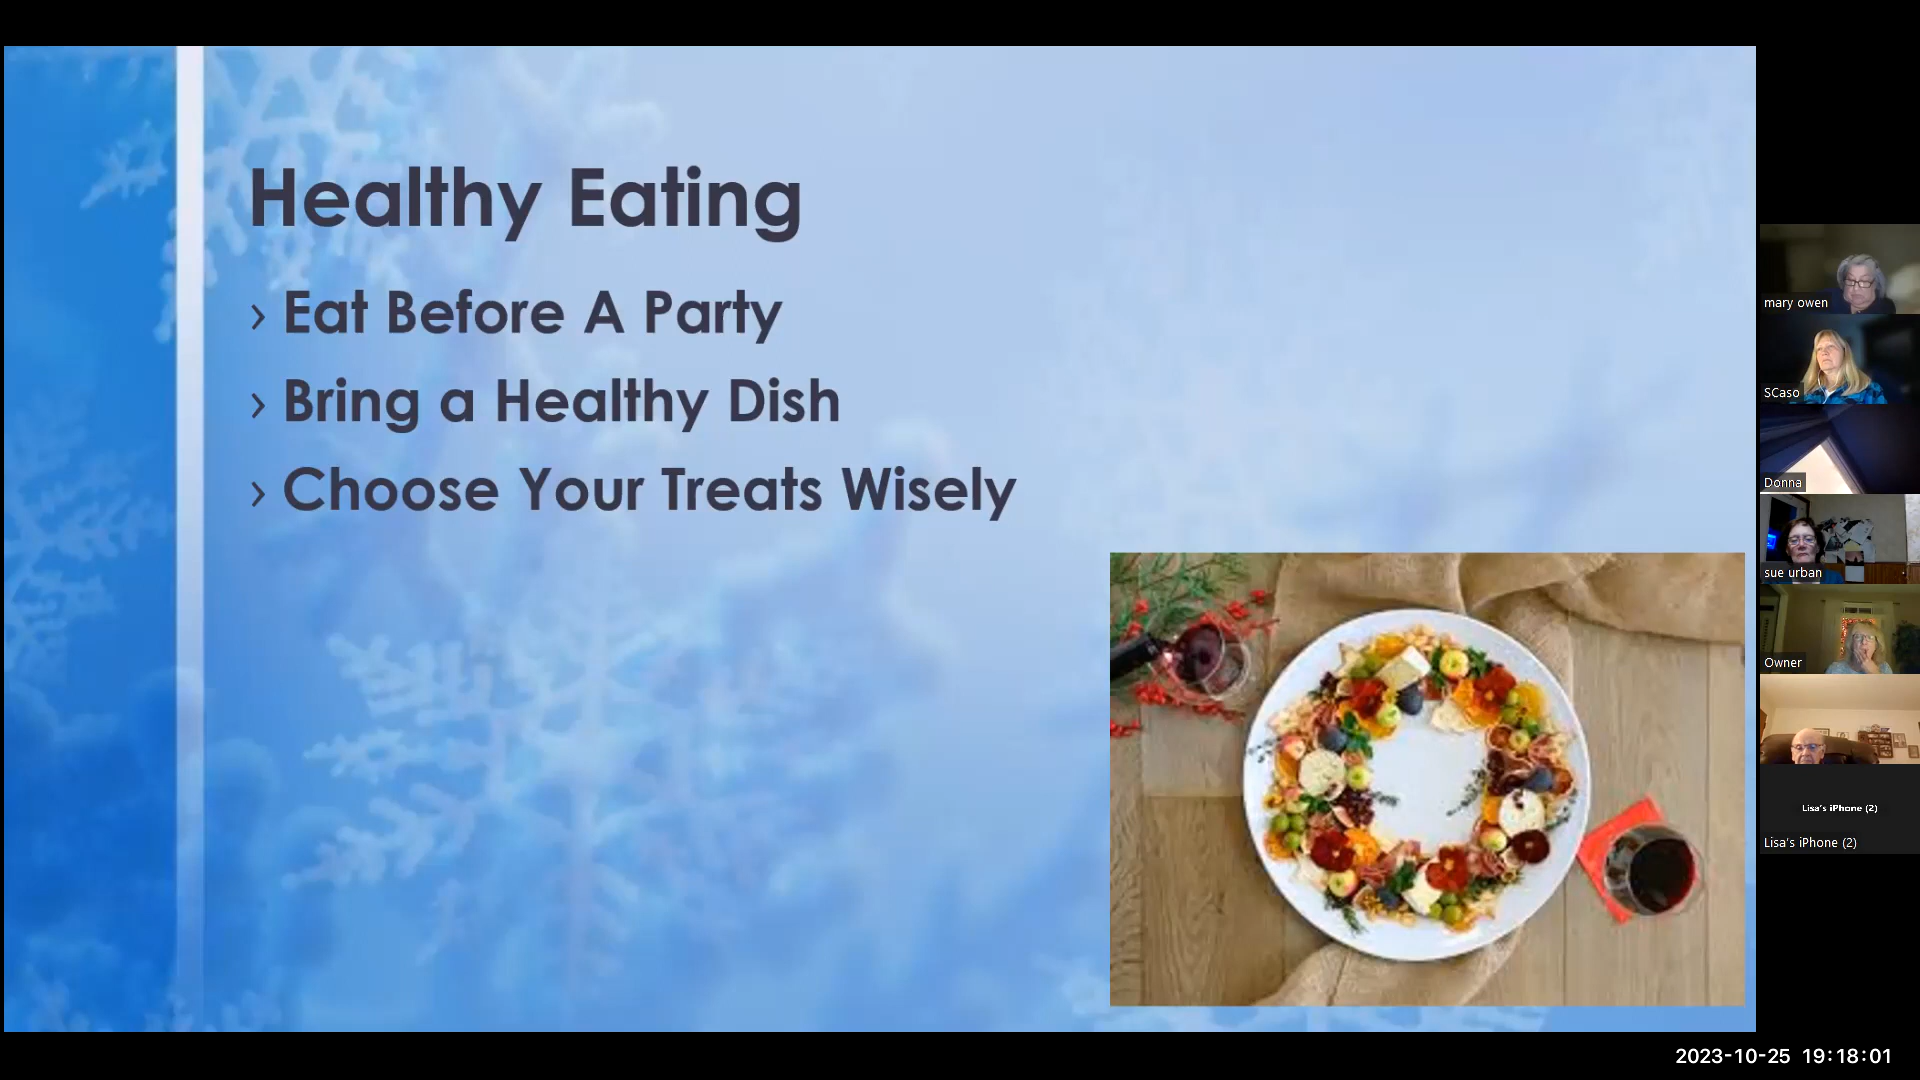 Healthy Eating
› Eat Before A Party
› Bring a Healthy Dish
› Choose Your Treats Wisely
mary owen
SCaso
Donna
sue urban
Owner
Lisa's iPhone (2)
Lisa's iPhone (2)
2023-10-25 19:18:01